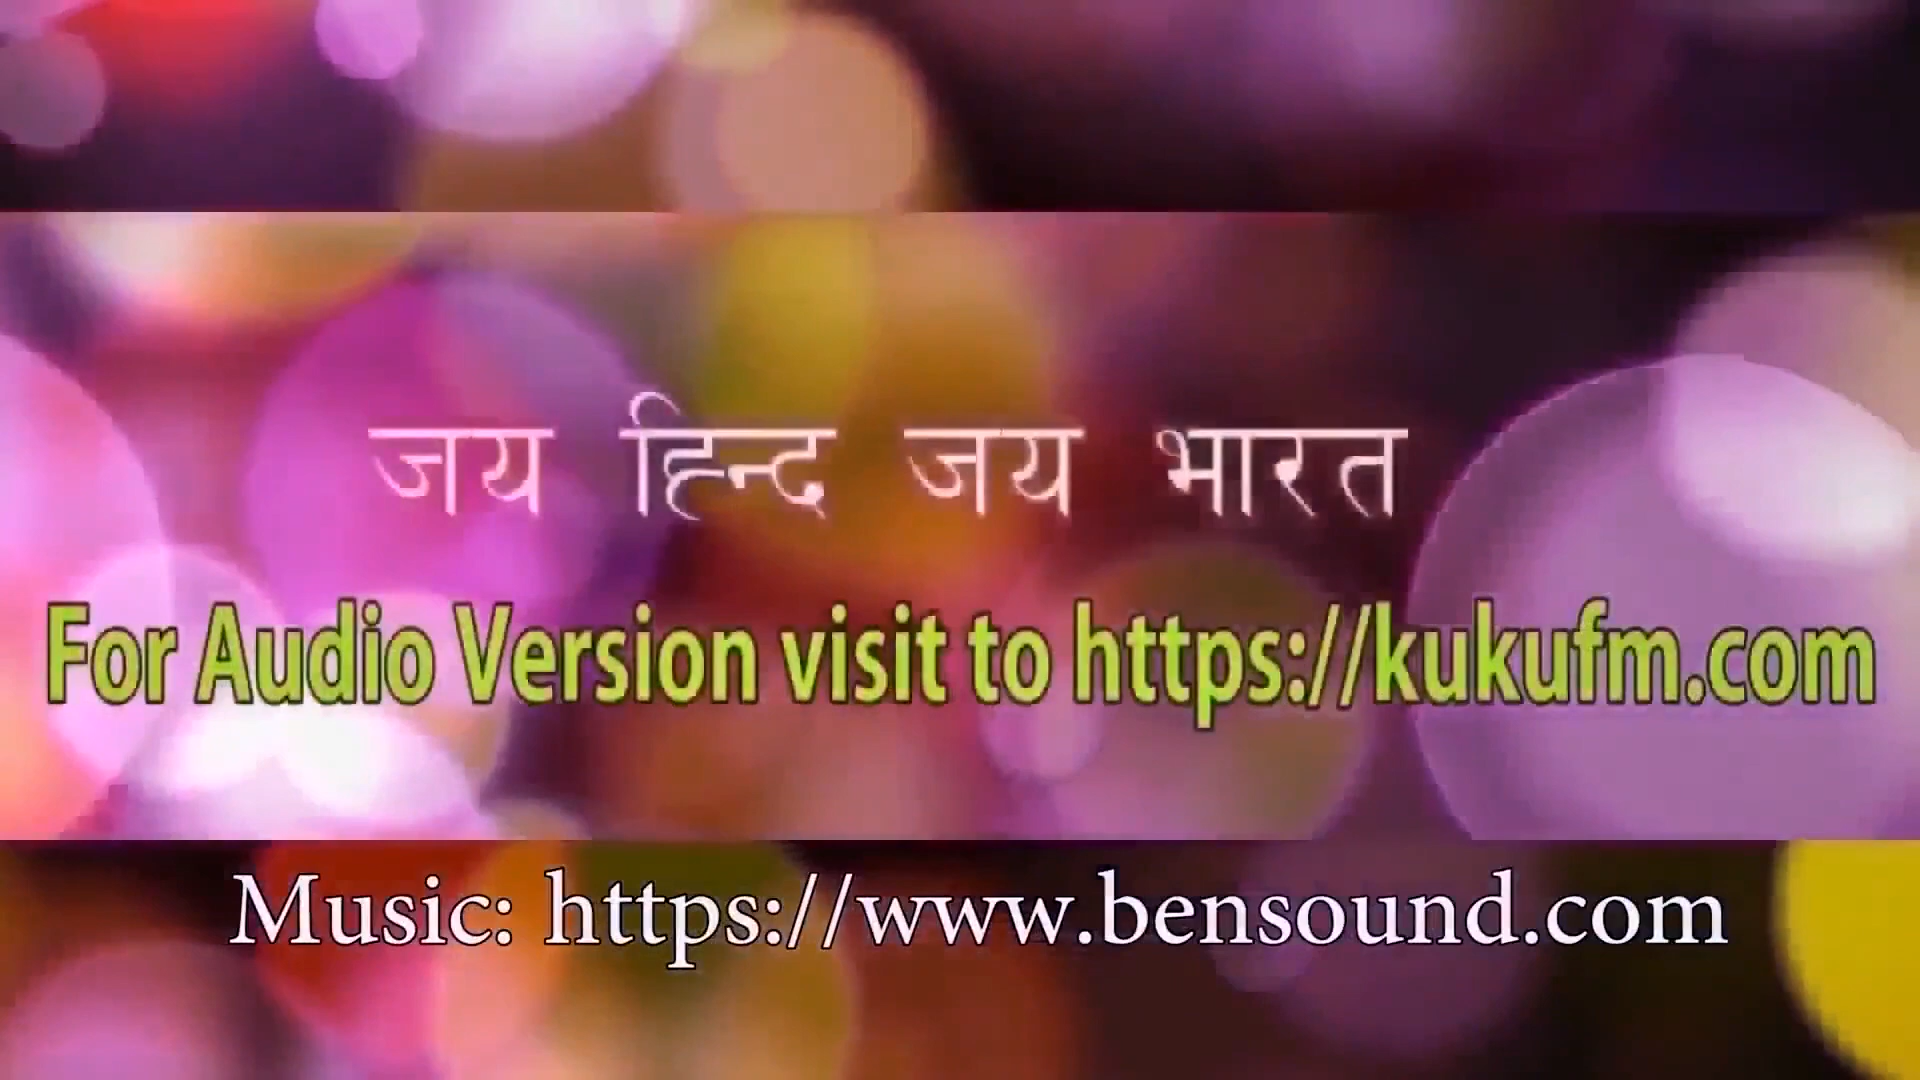 जय हिन्द जय भारत
For Audio Version visit to https://kukufm.com
Music: https://www.bensound.com